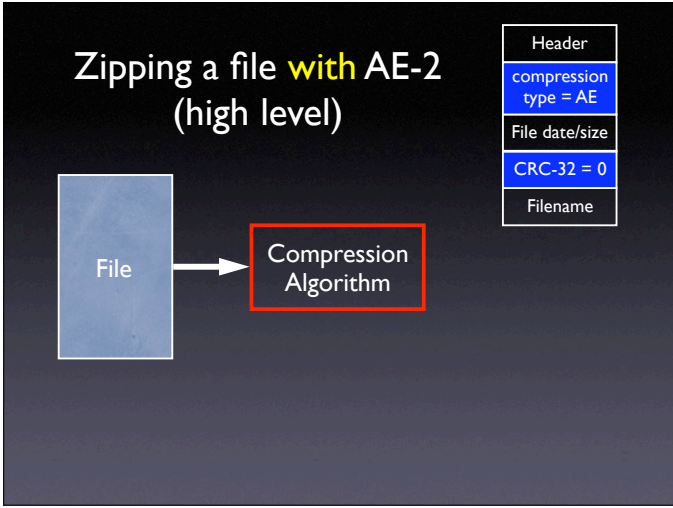 Zipping a file with AE-2
(high level)
Header
compression
type = AE
File date/size
CRC-32 = 0
Filename
File
Compression
Algorithm